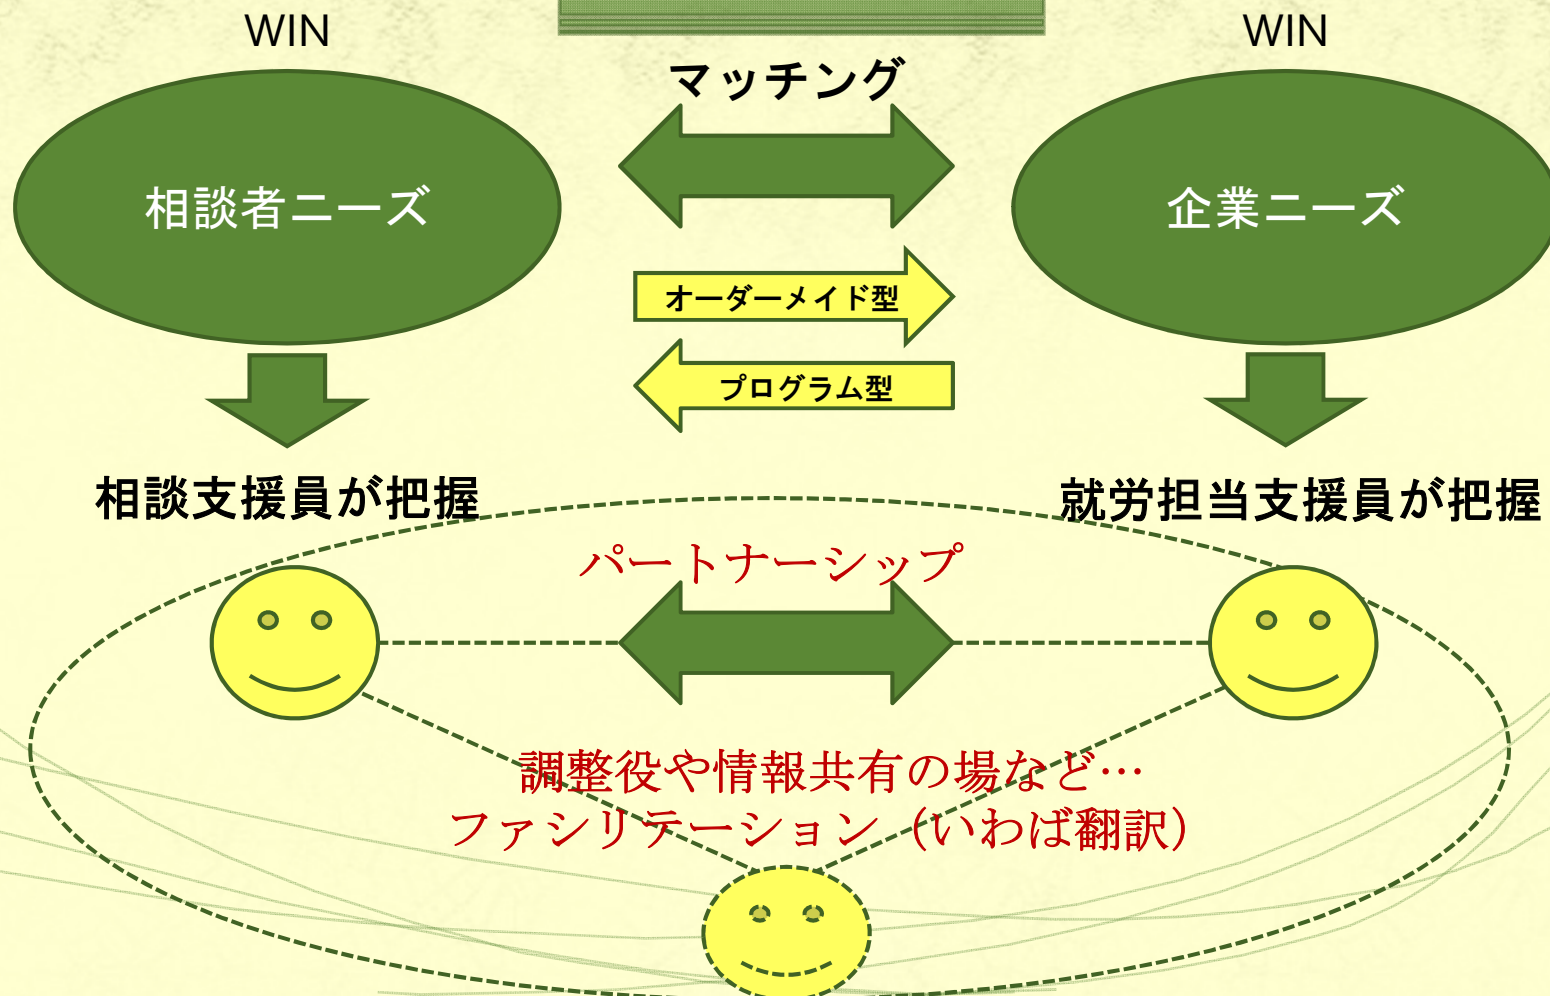 WIN
WIN
マッチング
相談者ニーズ
企業ニーズ
オーダーメイド型
プログラム型
相談支援員が把握
就労担当支援員が把握
パートナーシップ
調整役や情報共有の場など…
ファシリテーション（いわば翻訳）